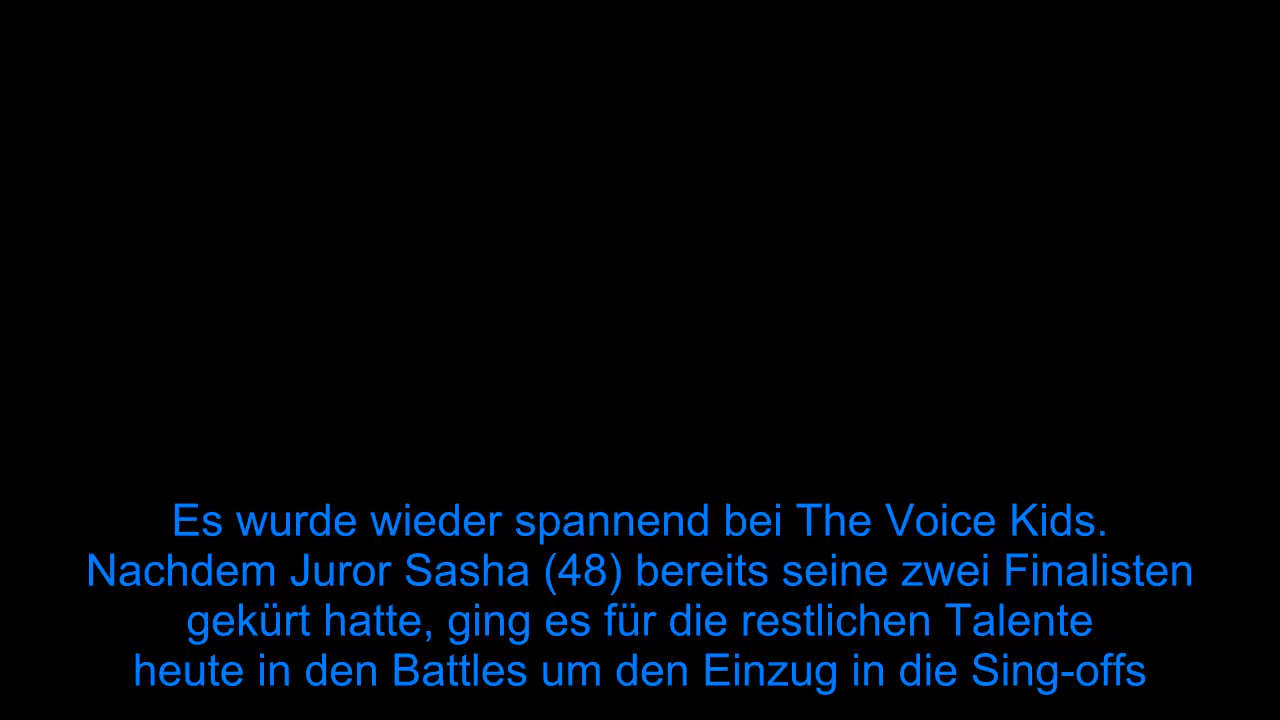 Es wurde wieder spannend bei The Voice Kids.
Nachdem Juror Sasha (48) bereits seine zwei Finalisten
gekürt hatte, ging es für die restlichen Talente
heute in den Battles um den Einzug in die Sing-offs